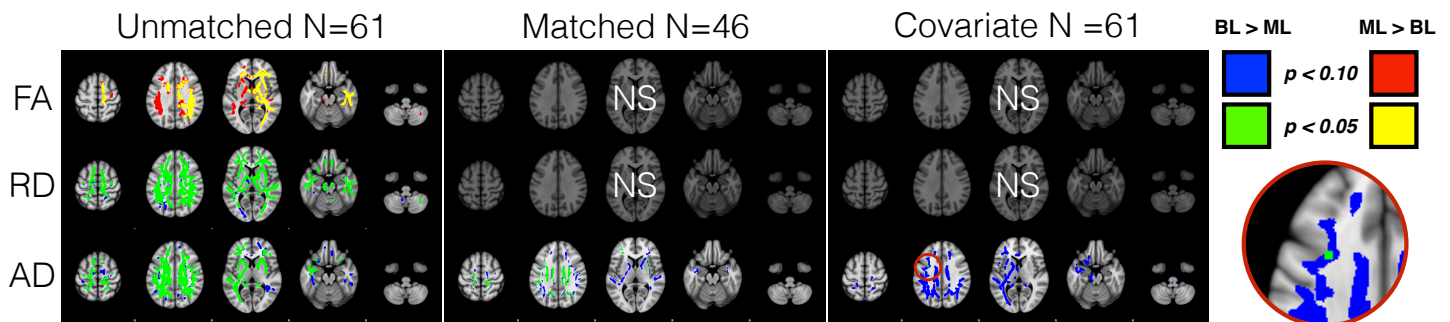 Unmatched N=61 Matched N=46 Covariate N =61
BL > ML ML > BL
p < 0.10
p < 0.05
FA NS NS
RD NS NS
AD